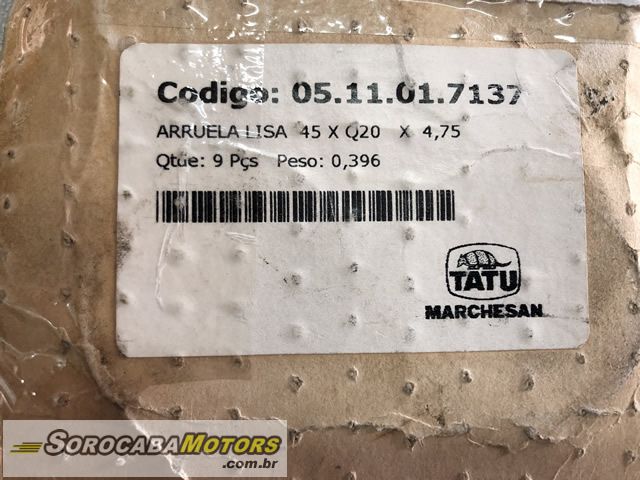 Codigo: 05.11.01.7137
ARRUELA LISA 45 X Q20 X 4,75
Qtde: 9 Pçs Peso: 0,396
TATU
MARCHESAN
SOROCABAMOTORS
.com.br